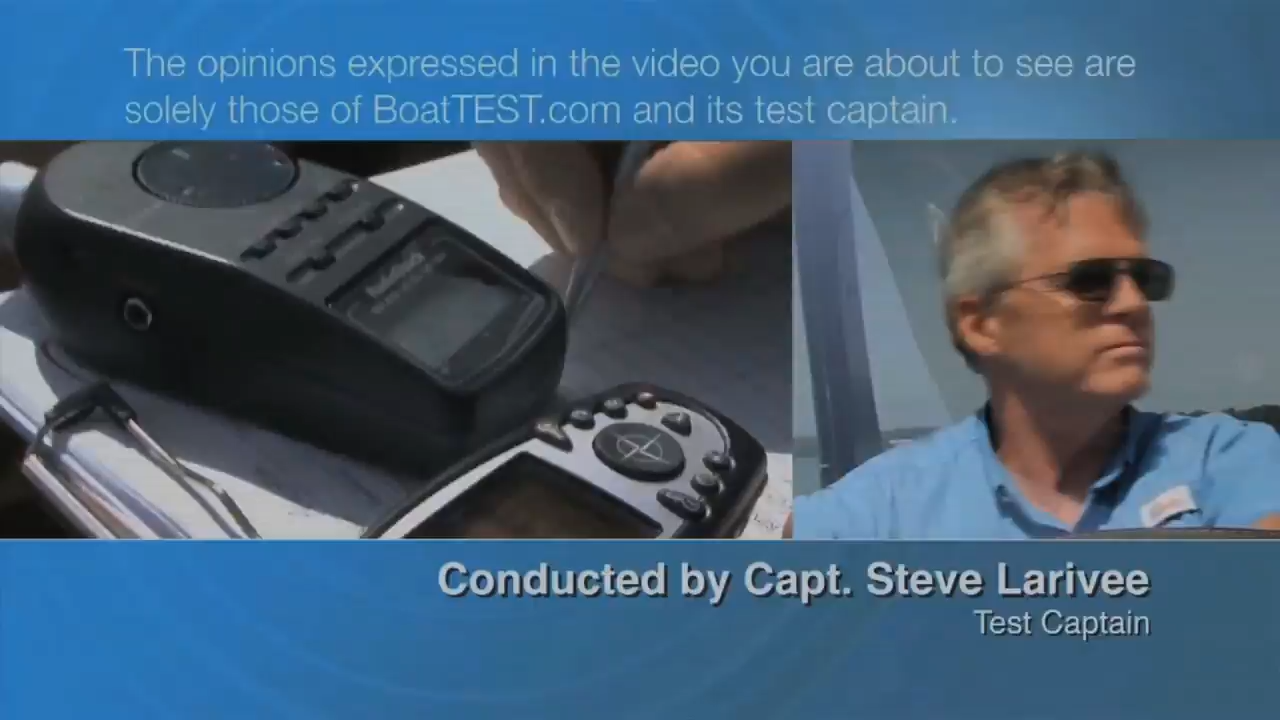 The opinions expressed in the video you are about to see are
solely those of BoatTEST.com and its test captain.
Conducted by Capt. Steve Larivee
Test Captain